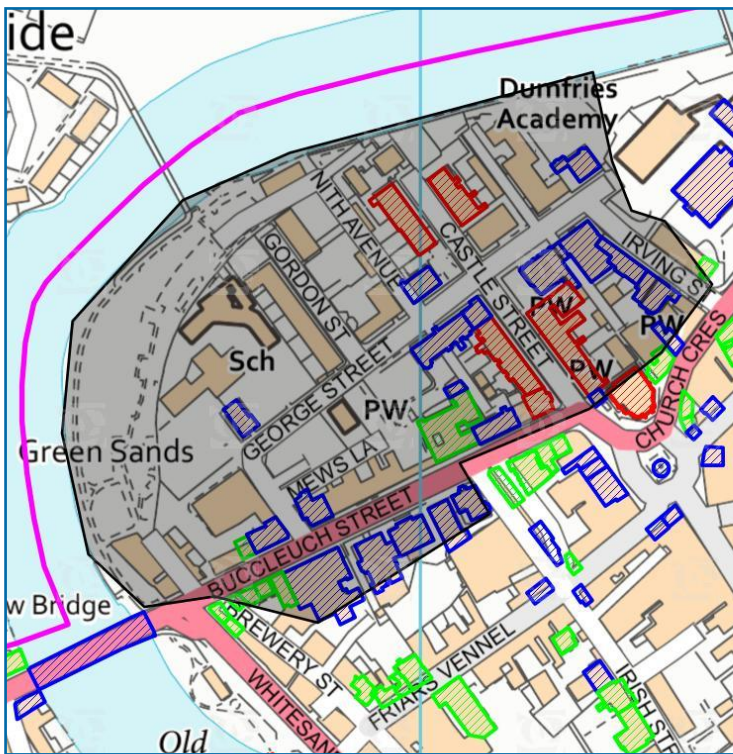 ide
Dumfries
Academy
NITH AVENUE
CASTLE STREET
IRVING S
GORDON ST
PW
PW
Sch
PW
GEORGE STREET
PW
CHURCH CRES
Green Sands
MEWS LA
BUCCLEUCH STREET
w Bridge
BREWERY ST
FRIARS VENNEL
WHITESAN
IRISH ST
Old